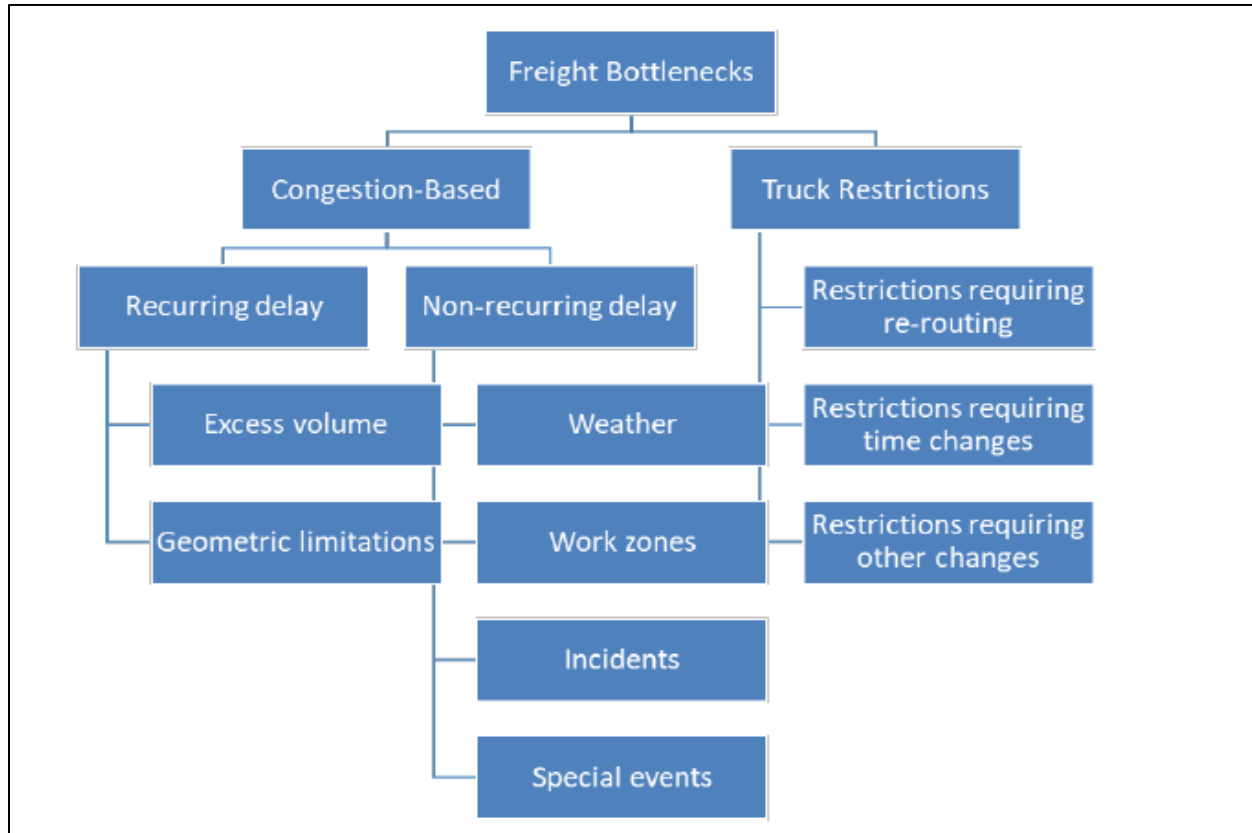 Freight Bottlenecks
Congestion-Based
Truck Restrictions
Recurring delay
Non-recurring delay
Restrictions requiring
re-routing
Excess volume
Weather
Restrictions requiring
time changes
Geometric limitations
Work zones
Restrictions requiring
other changes
Incidents
Special events